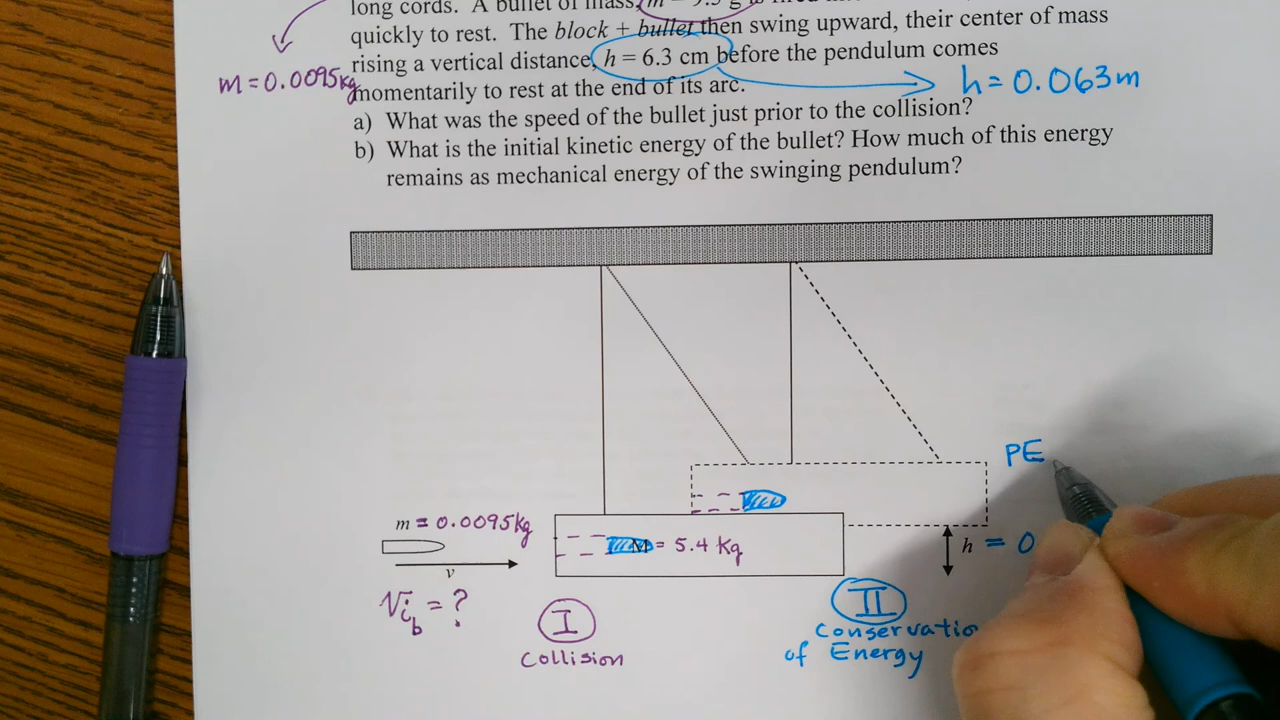 long cords. A bullet of mass, m = 9.5 g is fired
quickly to rest. The block + bullet then swing upward, their center of mass
rising a vertical distance, h = 6.3 cm before the pendulum comes
m = 0.0095kg
momentarily to rest at the end of its arc.
h = 0.063m
a) What was the speed of the bullet just prior to the collision?
b) What is the initial kinetic energy of the bullet? How much of this energy
remains as mechanical energy of the swinging pendulum?
PE
m = 0.0095kg
M = 5.4 Kg
h = 0
v
Vib = ?
I
Collision
II
Conservatio
of Energy